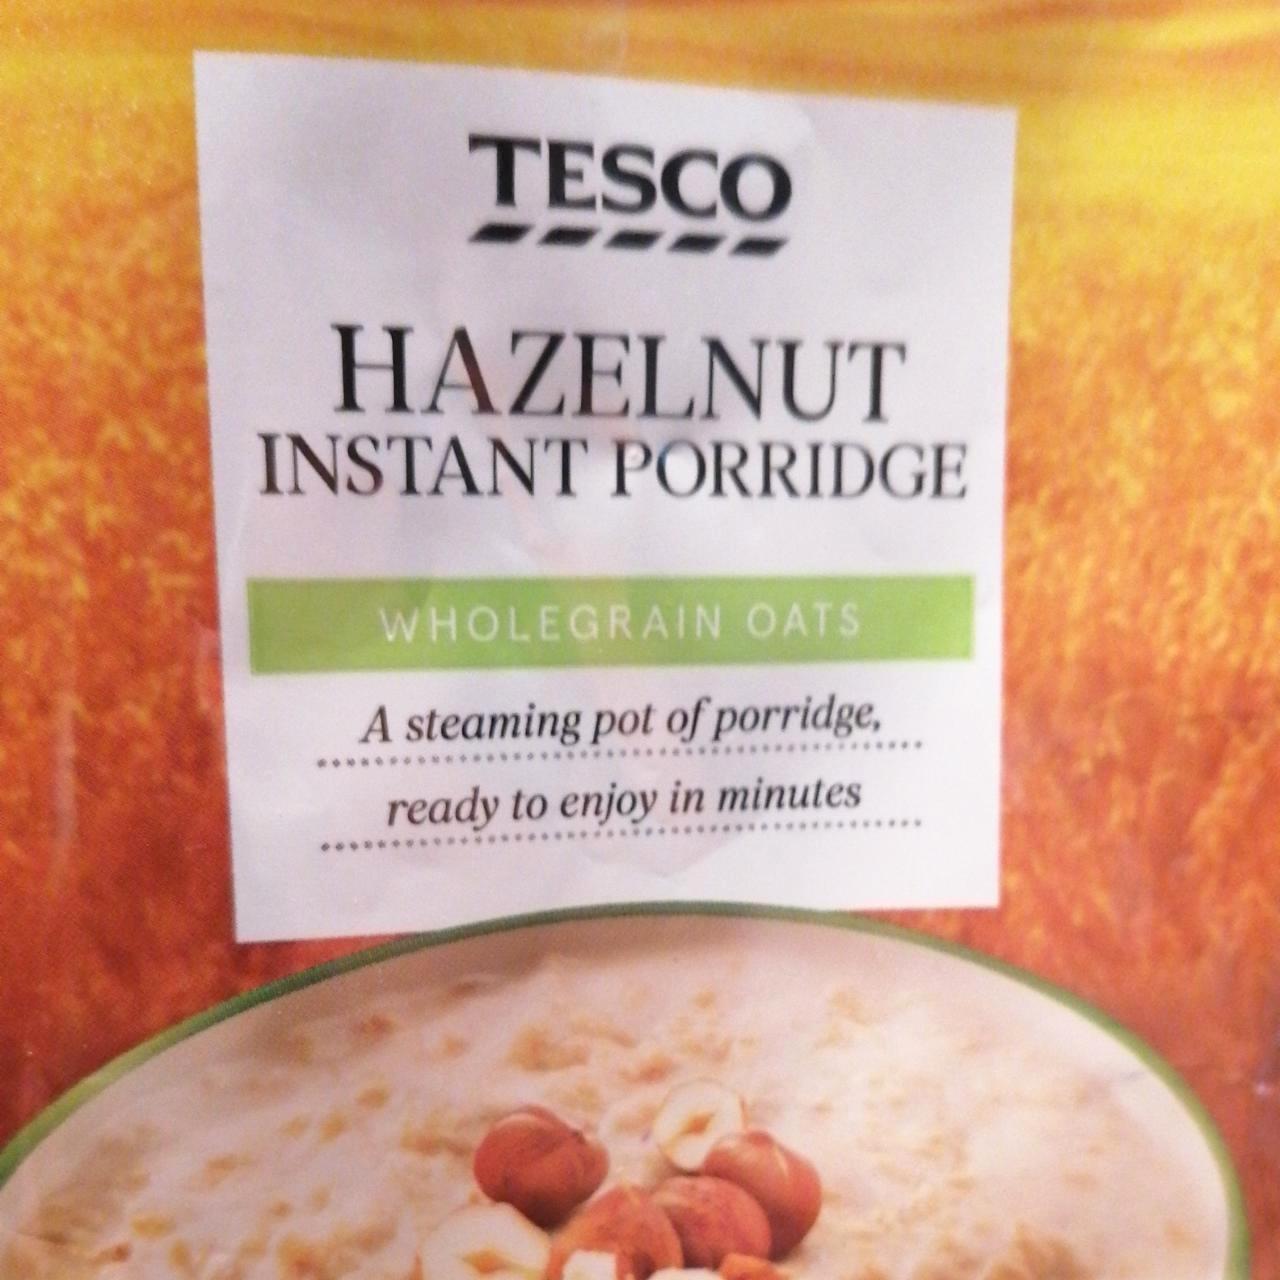 TESCO
HAZELNUT
INSTANT PORRIDGE
WHOLEGRAIN OATS
A steaming pot of porridge,
ready to enjoy in minutes